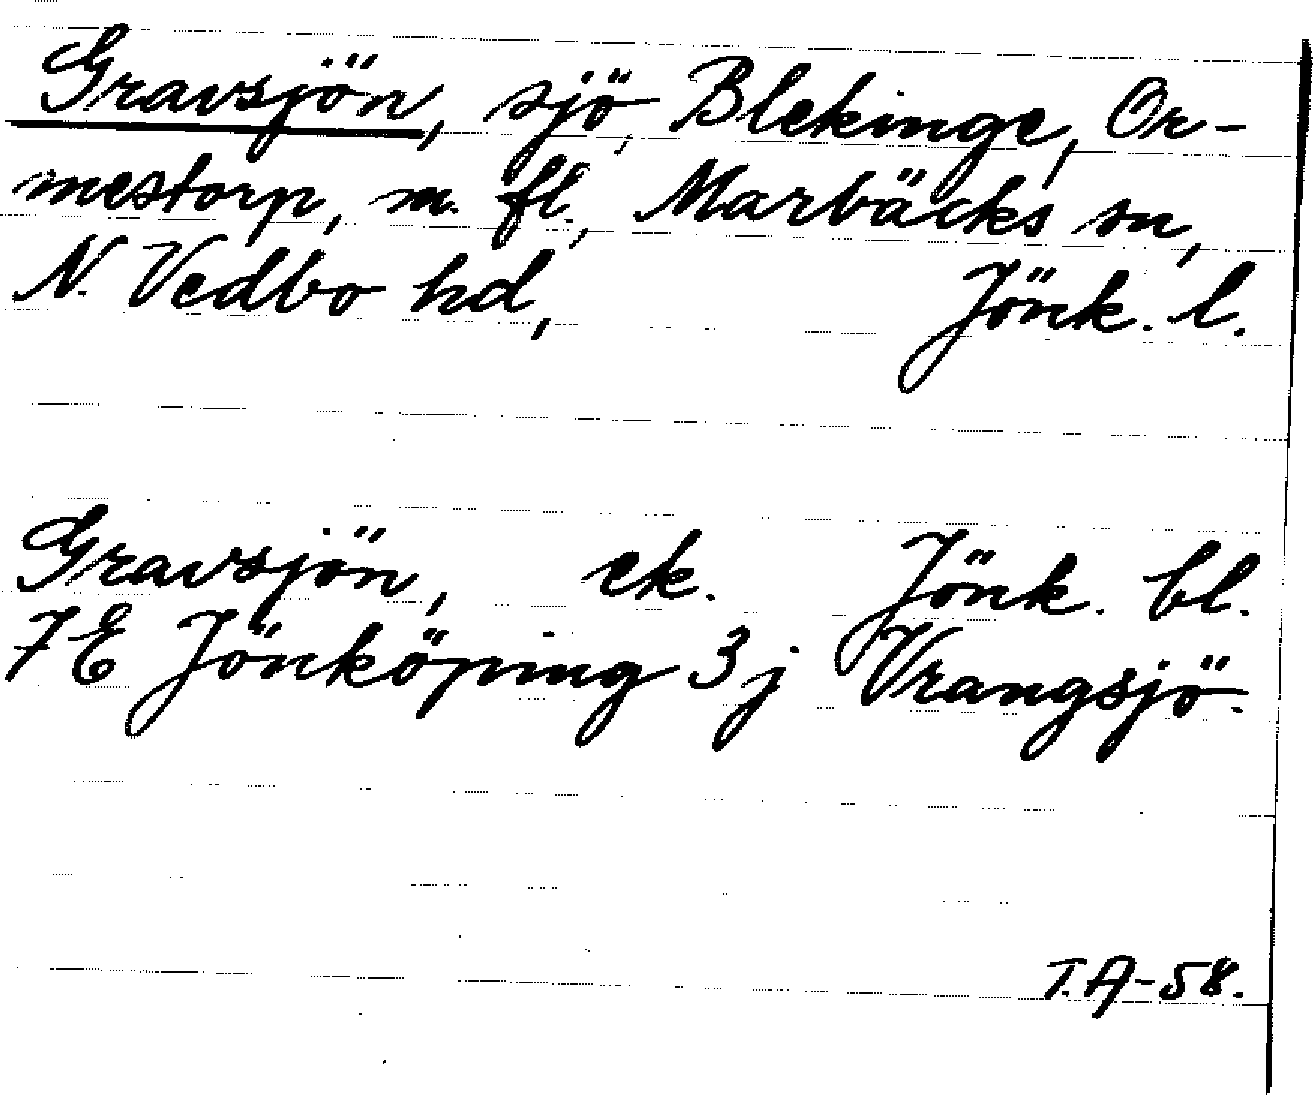 Gravsjön, sjö, Blekinge, Or-
mestorp, m. fl., Marbäcks sn,
N. Vedbo hd, Jönk. l.
Gravsjön, ek. Jönk. bl.
7E Jönköping 3j Vrangsjö.
T.A-58.